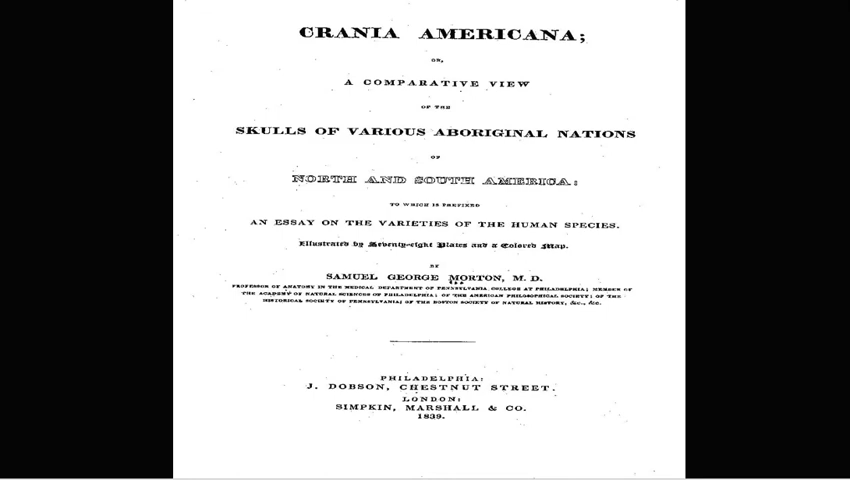 CRANIA AMERICANA;
OR,
A COMPARATIVE VIEW
OF THE
SKULLS OF VARIOUS ABORIGINAL NATIONS
OF
NORTH AND SOUTH AMERICA:
TO WHICH IS PREFIXED
AN ESSAY ON THE VARIETIES OF THE HUMAN SPECIES.
Illustrated by Seventy-eight Plates and a Colored Map.
BY
SAMUEL GEORGE MORTON, M. D.
PROFESSOR OF ANATOMY IN THE MEDICAL DEPARTMENT OF PENNSYLVANIA COLLEGE AT PHILADELPHIA; MEMBER OF
THE ACADEMY OF NATURAL SCIENCES OF PHILADELPHIA; OF THE AMERICAN PHILOSOPHICAL SOCIETY; OF THE
HISTORICAL SOCIETY OF PENNSYLVANIA; OF THE BOSTON SOCIETY OF NATURAL HISTORY, &c., &c.
PHILADELPHIA:
J. DOBSON, CHESTNUT STREET.
LONDON:
SIMPKIN, MARSHALL & CO.
1839.